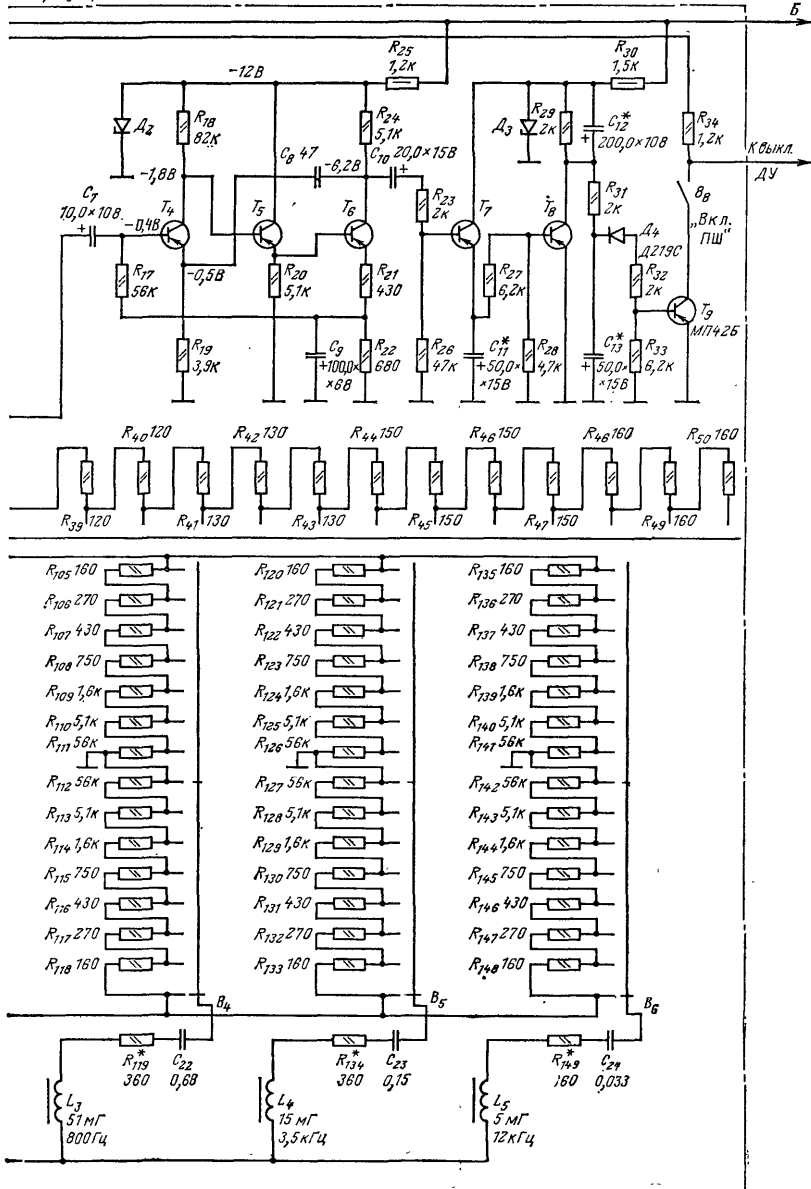 Б
R25
1,2к
R30
1,5к
−12В
Д2
R18
82к
R24
5,1к
Д3
R29
2к
C12*
200,0×10В
R34
1,2к
К выкл.
ДУ
−1,8В
C8 47
−6,2В
C10 20,0×15В
R23
2к
R31
2к
8В
„Вкл.
ПШ"
C7
10,0×10В
−0,4В
T4
T5
T6
T7
T8
Д4
Д219С
R17
56к
−0,5В
R20
5,1к
R21
430
R27
6,2к
R32
2к
T9
МП42Б
R19
3,9к
C9
100,0×
×6В
R22
680
R26
47к
C11*
50,0×
×15В
R28
4,7к
C13*
50,0×
×15В
R33
6,2к
R40 120
R42 130
R44 150
R46 150
R46 160
R50 160
R39 120
R41 130
R43 130
R45 150
R47 150
R49 160
R105 160
R120 160
R135 160
R106 270
R121 270
R136 270
R107 430
R122 430
R137 430
R108 750
R123 750
R138 750
R109 1,6к
R124 1,6к
R139 1,6к
R110 5,1к
R125 5,1к
R140 5,1к
R111 56к
R126 56к
R141 56к
R112 56к
R127 56к
R142 56к
R113 5,1к
R128 5,1к
R143 5,1к
R114 1,6к
R129 1,6к
R144 1,6к
R115 750
R130 750
R145 750
R116 430
R131 430
R146 430
R117 270
R132 270
R147 270
R118 160
R133 160
R148 160
В4
В5
В6
R119*
360
C22
0,68
R134*
360
C23
0,15
R149*
360
C24
0,033
L3
51 мГ
800Гц
L4
15 мГ
3,5кГц
L5
5 мГ
12кГц